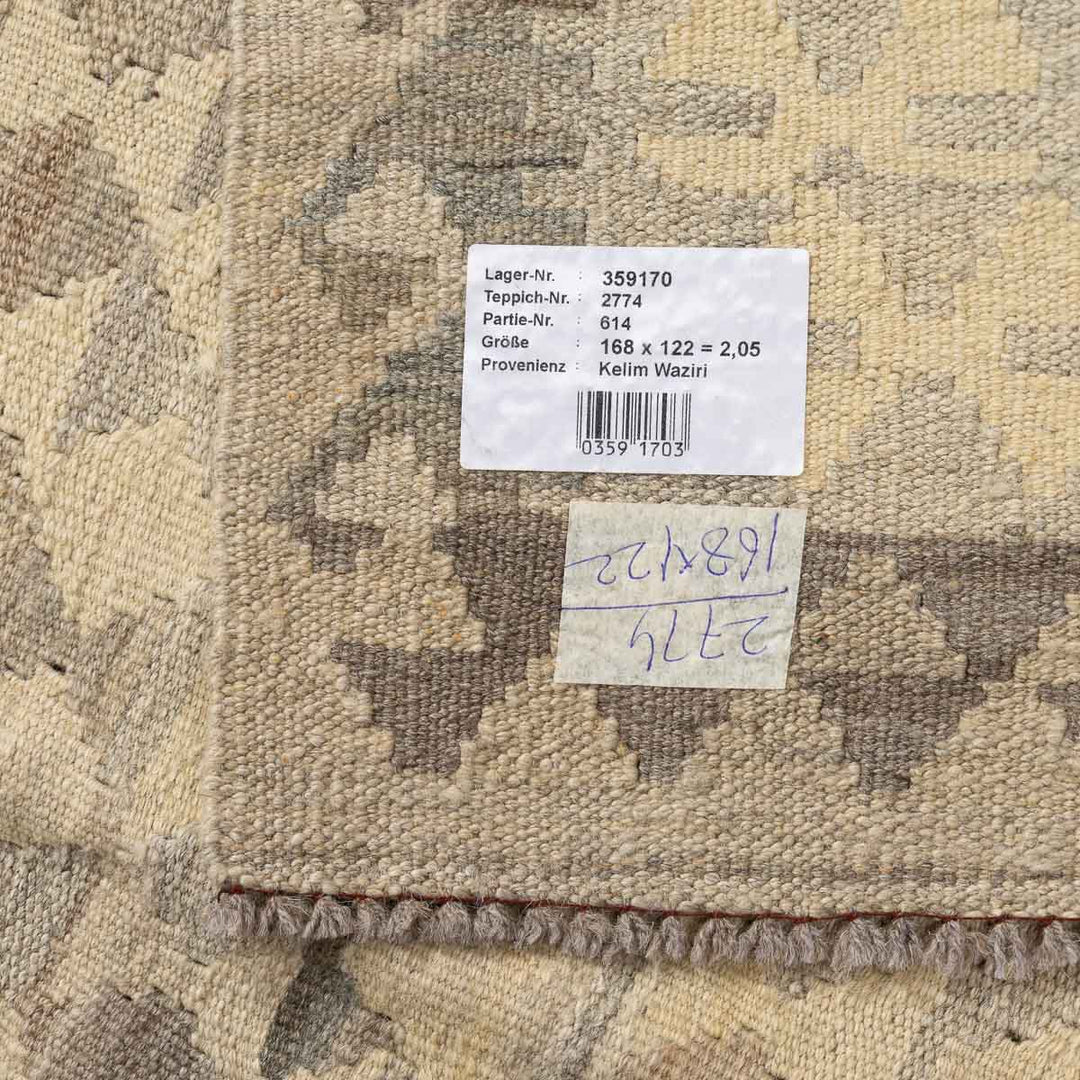 Lager-Nr. : 359170
Teppich-Nr. : 2774
Partie-Nr. : 614
Größe : 168 x 122 = 2,05
Provenienz : Kelim Waziri
0359 1703
2774
168x122